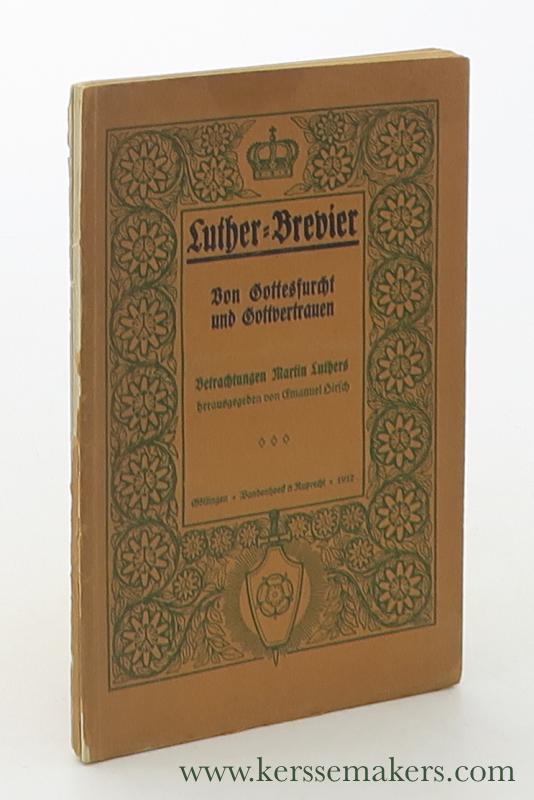 Luther=Brevier
Von Gottesfurcht
und Gottvertrauen
Betrachtungen Martin Luthers
herausgegeben von Emanuel Hirsch
Göttingen • Vandenhoeck & Ruprecht • 1917
www.kerssemakers.com